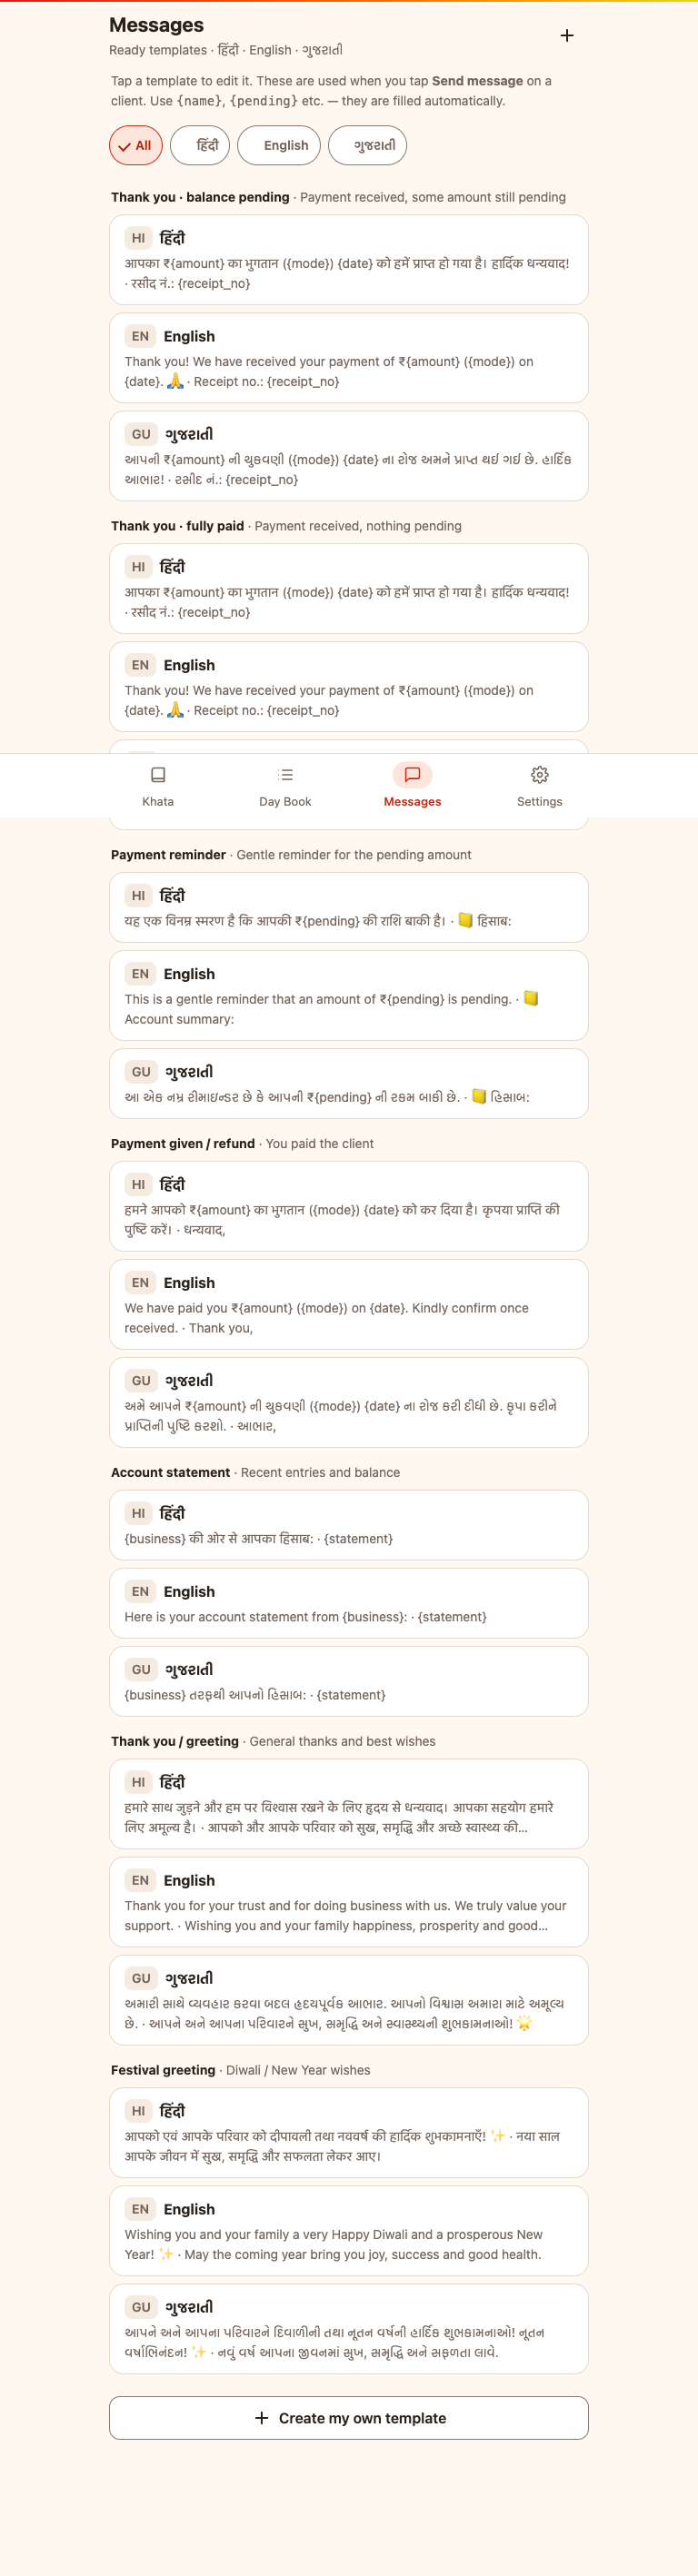 Messages
Ready templates · हिंदी · English · ગુજરાતી
Tap a template to edit it. These are used when you tap Send message on a
client. Use {name}, {pending} etc. — they are filled automatically.
All
हिंदी
English
ગુજરાતી
Thank you · balance pending · Payment received, some amount still pending
HI हिंदी
आपका ₹{amount} का भुगतान ({mode}) {date} को हमें प्राप्त हो गया है। हार्दिक धन्यवाद!
· रसीद नं.: {receipt_no}
EN English
Thank you! We have received your payment of ₹{amount} ({mode}) on
{date}. 🙏 · Receipt no.: {receipt_no}
GU ગુજરાતી
આપની ₹{amount} ની ચુકવણી ({mode}) {date} ના રોજ અમને પ્રાપ્ત થઈ ગઈ છે. હાર્દિક
આભાર! · રસીદ નં.: {receipt_no}
Thank you · fully paid · Payment received, nothing pending
HI हिंदी
आपका ₹{amount} का भुगतान ({mode}) {date} को हमें प्राप्त हो गया है। हार्दिक धन्यवाद!
· रसीद नं.: {receipt_no}
EN English
Thank you! We have received your payment of ₹{amount} ({mode}) on
{date}. 🙏 · Receipt no.: {receipt_no}
Khata
Day Book
Messages
Settings
Payment reminder · Gentle reminder for the pending amount
HI हिंदी
यह एक विनम्र स्मरण है कि आपकी ₹{pending} की राशि बाकी है। · 📒 हिसाब:
EN English
This is a gentle reminder that an amount of ₹{pending} is pending. · 📒
Account summary:
GU ગુજરાતી
આ એક નમ્ર રીમાઇન્ડર છે કે આપની ₹{pending} ની રકમ બાકી છે. · 📒 હિસાબ:
Payment given / refund · You paid the client
HI हिंदी
हमने आपको ₹{amount} का भुगतान ({mode}) {date} को कर दिया है। कृपया प्राप्ति की
पुष्टि करें। · धन्यवाद,
EN English
We have paid you ₹{amount} ({mode}) on {date}. Kindly confirm once
received. · Thank you,
GU ગુજરાતી
અમે આપને ₹{amount} ની ચુકવણી ({mode}) {date} ના રોજ કરી દીધી છે. કૃપા કરીને
પ્રાપ્તિની પુષ્ટિ કરશો. · આભાર,
Account statement · Recent entries and balance
HI हिंदी
{business} की ओर से आपका हिसाब: · {statement}
EN English
Here is your account statement from {business}: · {statement}
GU ગુજરાતી
{business} તરફથી આપનો હિસાબ: · {statement}
Thank you / greeting · General thanks and best wishes
HI हिंदी
हमारे साथ जुड़ने और हम पर विश्वास रखने के लिए हृदय से धन्यवाद। आपका सहयोग हमारे
लिए अमूल्य है। · आपको और आपके परिवार को सुख, समृद्धि और अच्छे स्वास्थ्य की…
EN English
Thank you for your trust and for doing business with us. We truly value your
support. · Wishing you and your family happiness, prosperity and good…
GU ગુજરાતી
અમારી સાથે વ્યવહાર કરવા બદલ હૃદયપૂર્વક આભાર. આપનો વિશ્વાસ અમારા માટે અમૂલ્ય
છે. · આપને અને આપના પરિવારને સુખ, સમૃદ્ધિ અને સ્વાસ્થ્યની શુભકામનાઓ! 🌟
Festival greeting · Diwali / New Year wishes
HI हिंदी
आपको एवं आपके परिवार को दीपावली तथा नववर्ष की हार्दिक शुभकामनाएँ! ✨ · नया साल
आपके जीवन में सुख, समृद्धि और सफलता लेकर आए।
EN English
Wishing you and your family a very Happy Diwali and a prosperous New
Year! ✨ · May the coming year bring you joy, success and good health.
GU ગુજરાતી
આપને અને આપના પરિવારને દિવાળીની તથા નૂતન વર્ષની હાર્દિક શુભકામનાઓ! નૂતન
વર્ષાભિનંદન! ✨ · નવું વર્ષ આપના જીવનમાં સુખ, સમૃદ્ધિ અને સફળતા લાવે.
Create my own template